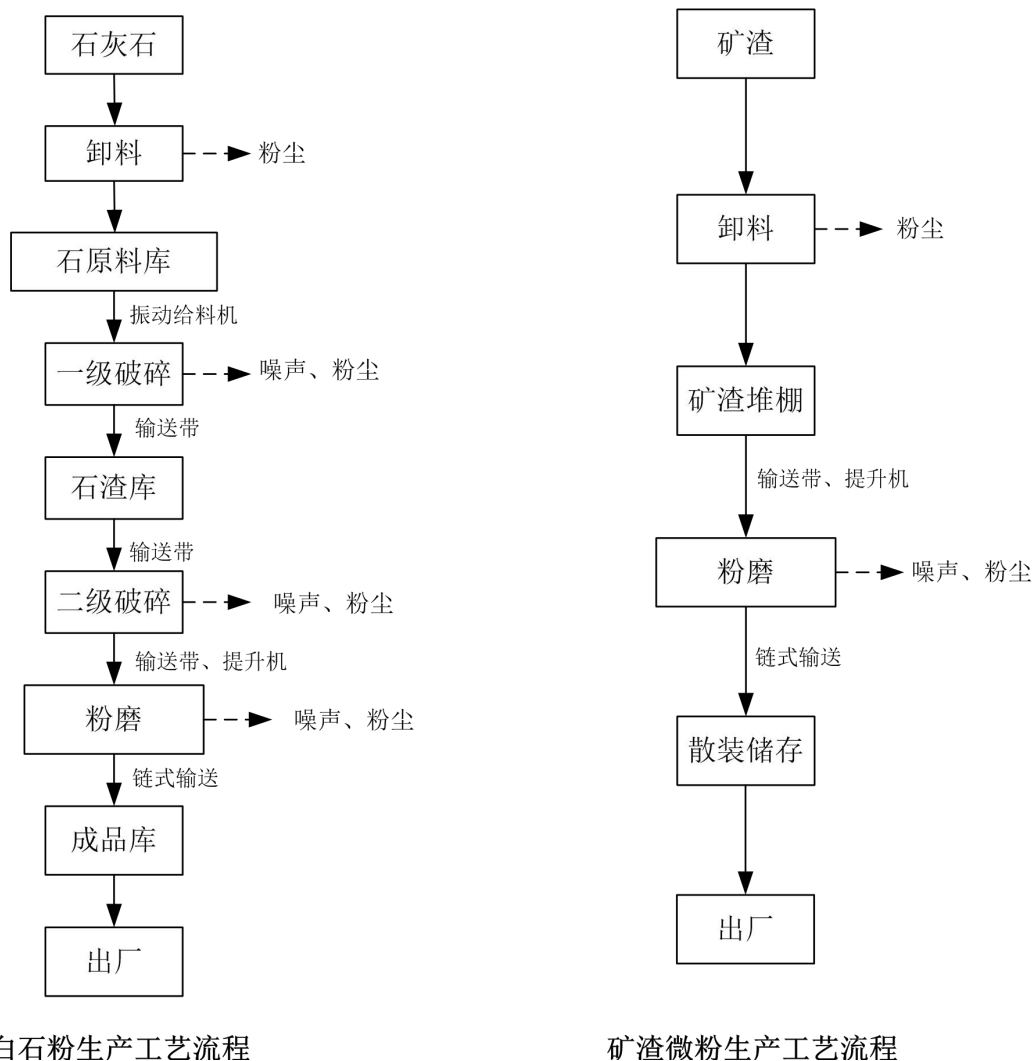 石灰石
卸料
粉尘
石原料库
振动给料机
一级破碎
噪声、粉尘
输送带
石渣库
输送带
二级破碎
噪声、粉尘
输送带、提升机
粉磨
噪声、粉尘
链式输送
成品库
出厂
白石粉生产工艺流程
矿渣
卸料
粉尘
矿渣堆棚
输送带、提升机
粉磨
噪声、粉尘
链式输送
散装储存
出厂
矿渣微粉生产工艺流程